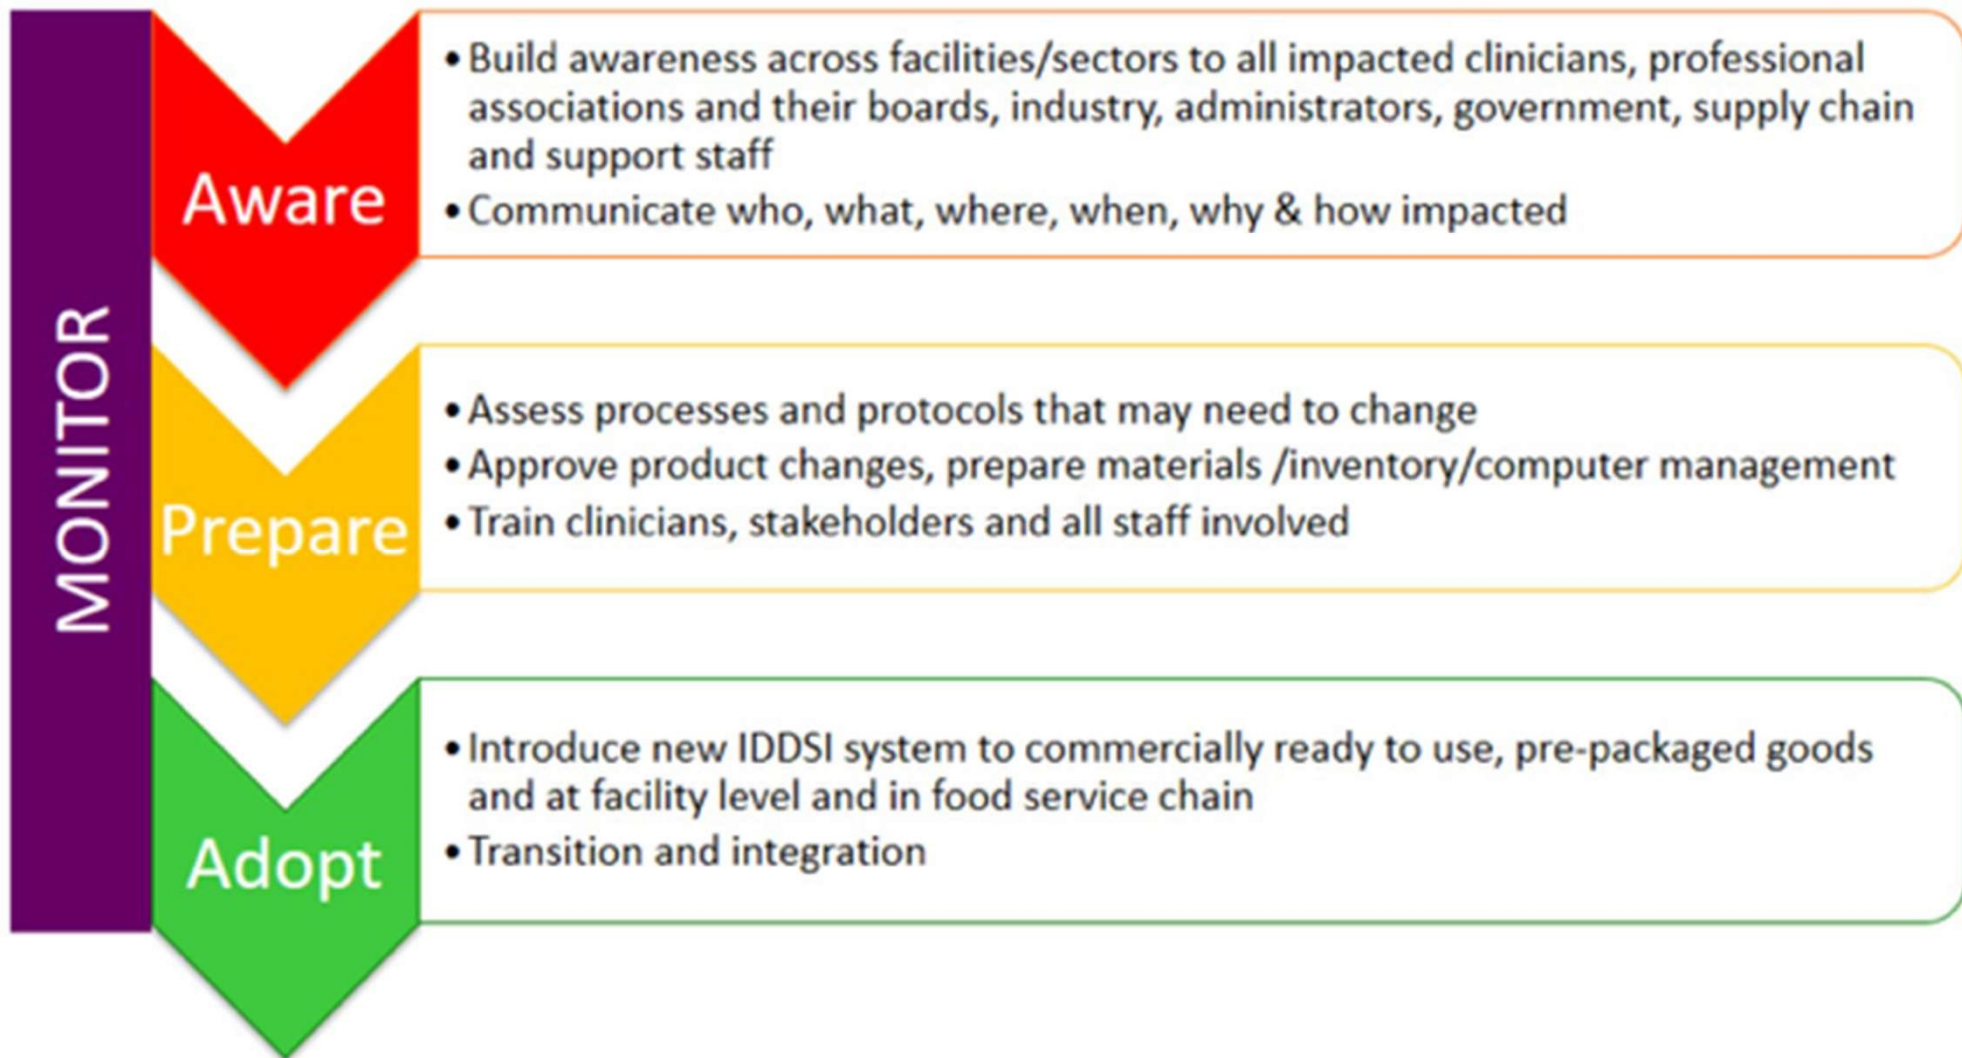 MONITOR
Aware
• Build awareness across facilities/sectors to all impacted clinicians, professional
associations and their boards, industry, administrators, government, supply chain
and support staff
• Communicate who, what, where, when, why & how impacted
Prepare
• Assess processes and protocols that may need to change
• Approve product changes, prepare materials /inventory/computer management
• Train clinicians, stakeholders and all staff involved
Adopt
• Introduce new IDDSI system to commercially ready to use, pre-packaged goods
and at facility level and in food service chain
• Transition and integration